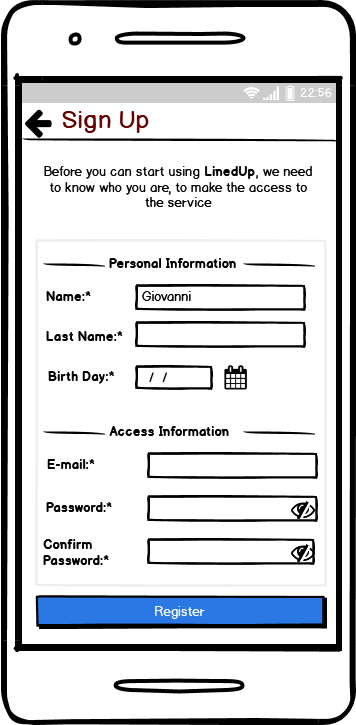 22:56
Sign Up
Before you can start using LinedUp, we need
to know who you are, to make the access to
the service
Personal Information
Name:* Giovanni
Last Name:*
Birth Day:* / /
Access Information
E-mail:*
Password:*
Confirm
Password:*
Register